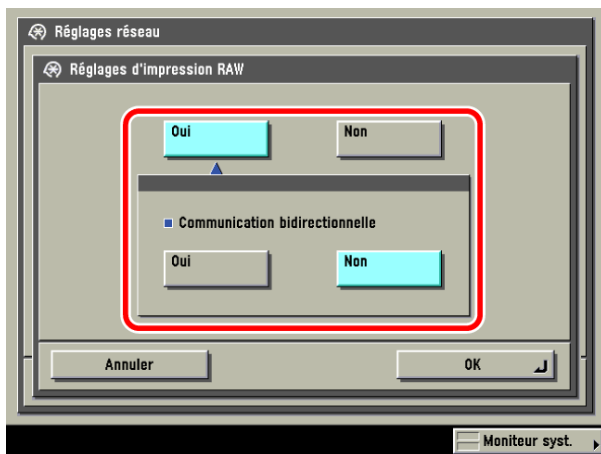 Réglages réseau
Réglages d'impression RAW
Oui Non
Communication bidirectionnelle
Oui Non
Annuler OK
Moniteur syst.